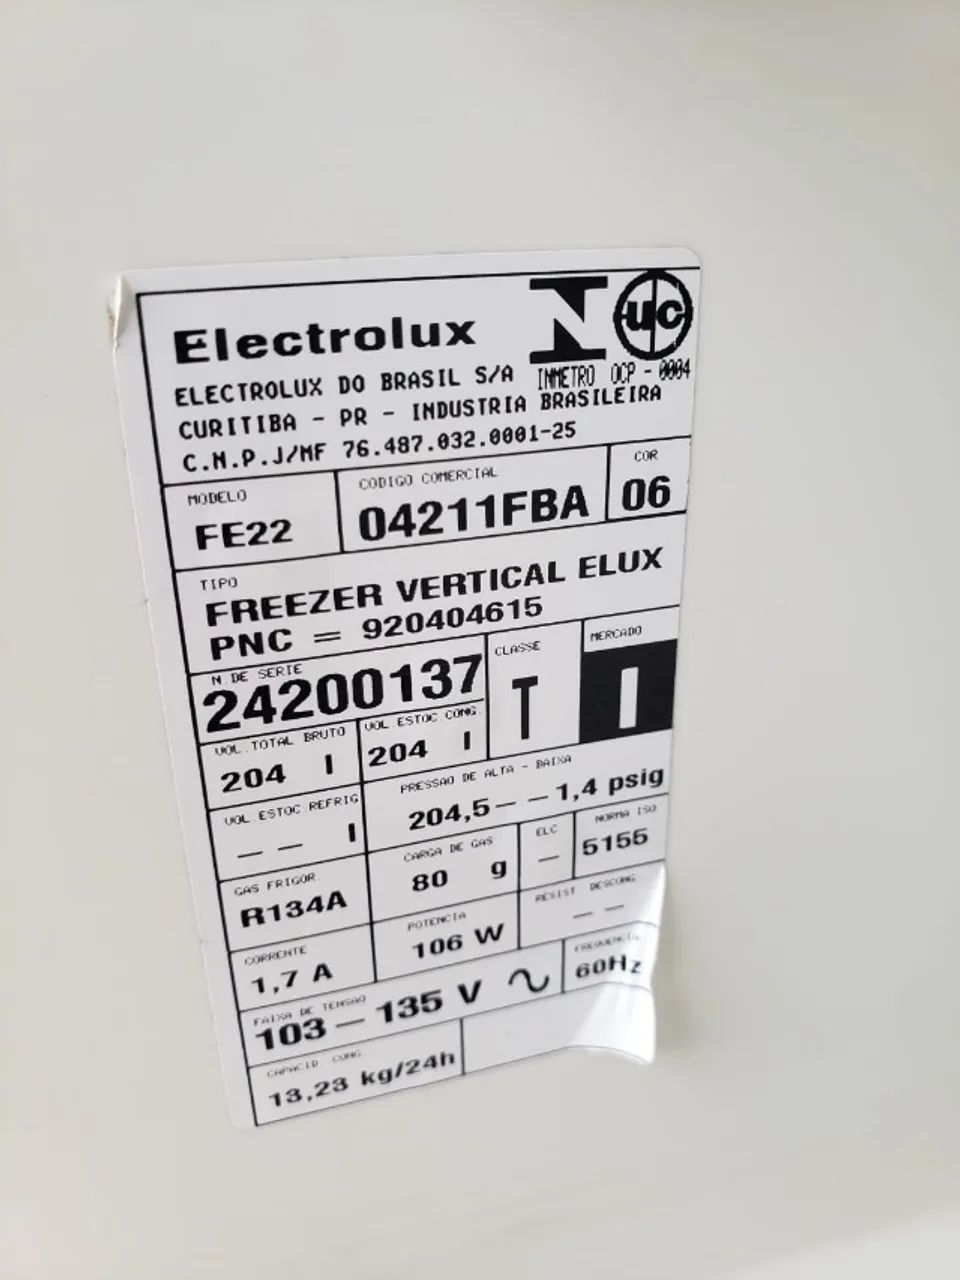 Electrolux
N UC
ELECTROLUX DO BRASIL S/A INMETRO OCP - 0004
CURITIBA - PR - INDUSTRIA BRASILEIRA
C.N.P.J/MF 76.487.032.0001-25
MODELO CODIGO COMERCIAL COR
FE22 04211FBA 06
TIPO
FREEZER VERTICAL ELUX
PNC = 920404615
N.DE SERIE CLASSE MERCADO
24200137 T I
VOL.TOTAL BRUTO VOL ESTOC.CONG.
204 l 204 l
VOL ESTOC.REFRIG PRESSAO DE ALTA - BAIXA
-- l 204,5--1,4 psig
GAS FRIGOR. CARGA DE GAS ELC NORMA ISO
R134A 80 g - 5155
CORRENTE POTENCIA RESIST DESCONG
1,7 A 106 W --
FAIXA DE TENSAO FREQUENCIA
103-135 V ∿ 60Hz
CAPACID CONG
13,23 kg/24h